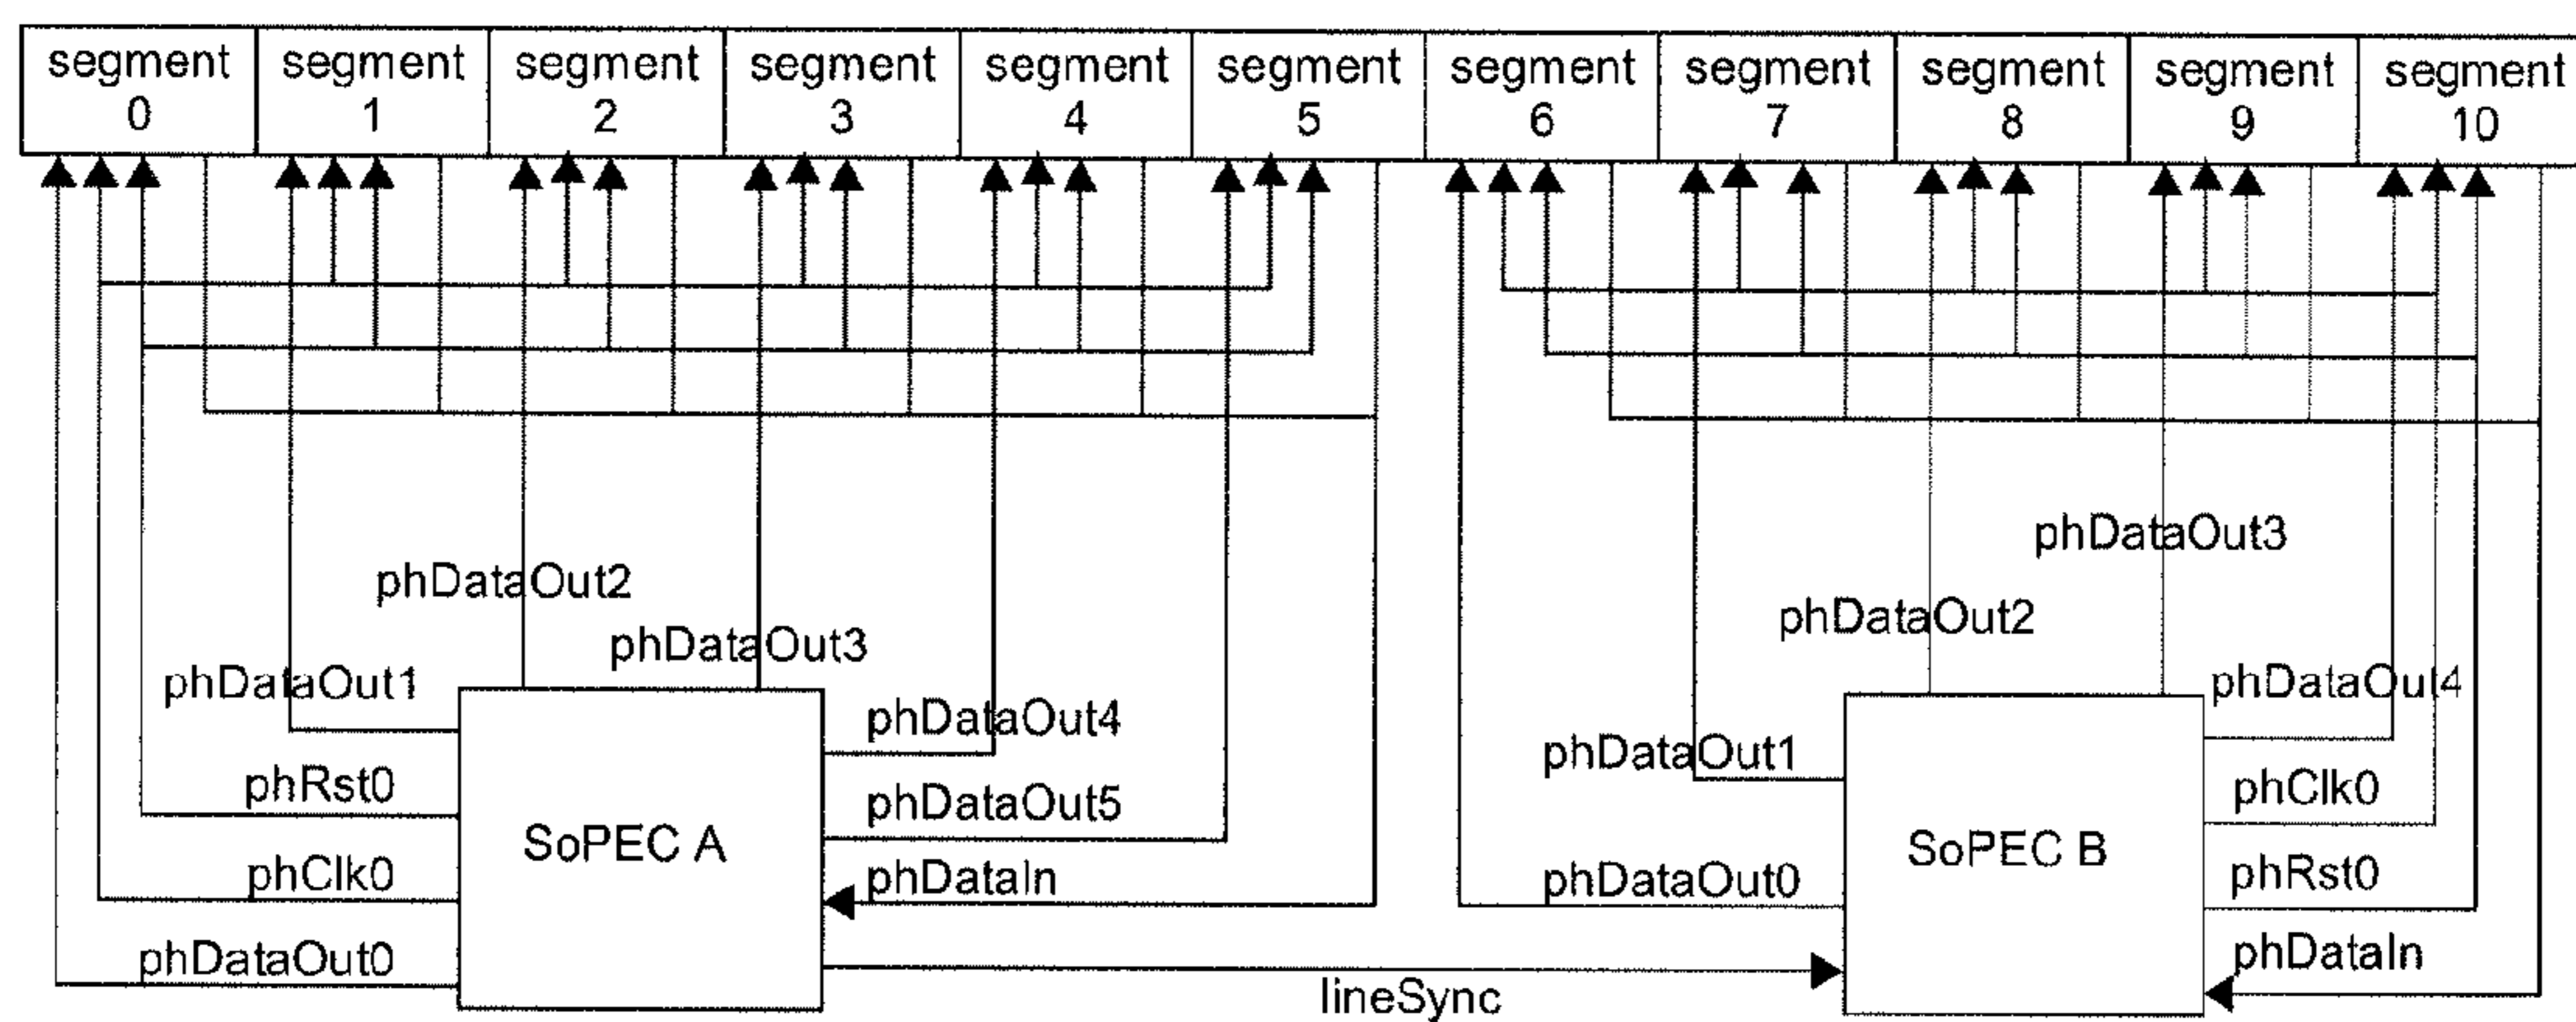 segment 0
segment 1
segment 2
segment 3
segment 4
segment 5
segment 6
segment 7
segment 8
segment 9
segment 10
phDataOut3
phDataOut2
phDataOut2
phDataOut3
phDataOut1
phDataOut4
phDataOut4
phDataOut1
phRst0
phClk0
phDataOut5
SoPEC A
SoPEC B
phClk0
phDataIn
phDataOut0
phRst0
phDataOut0
phDataIn
lineSync